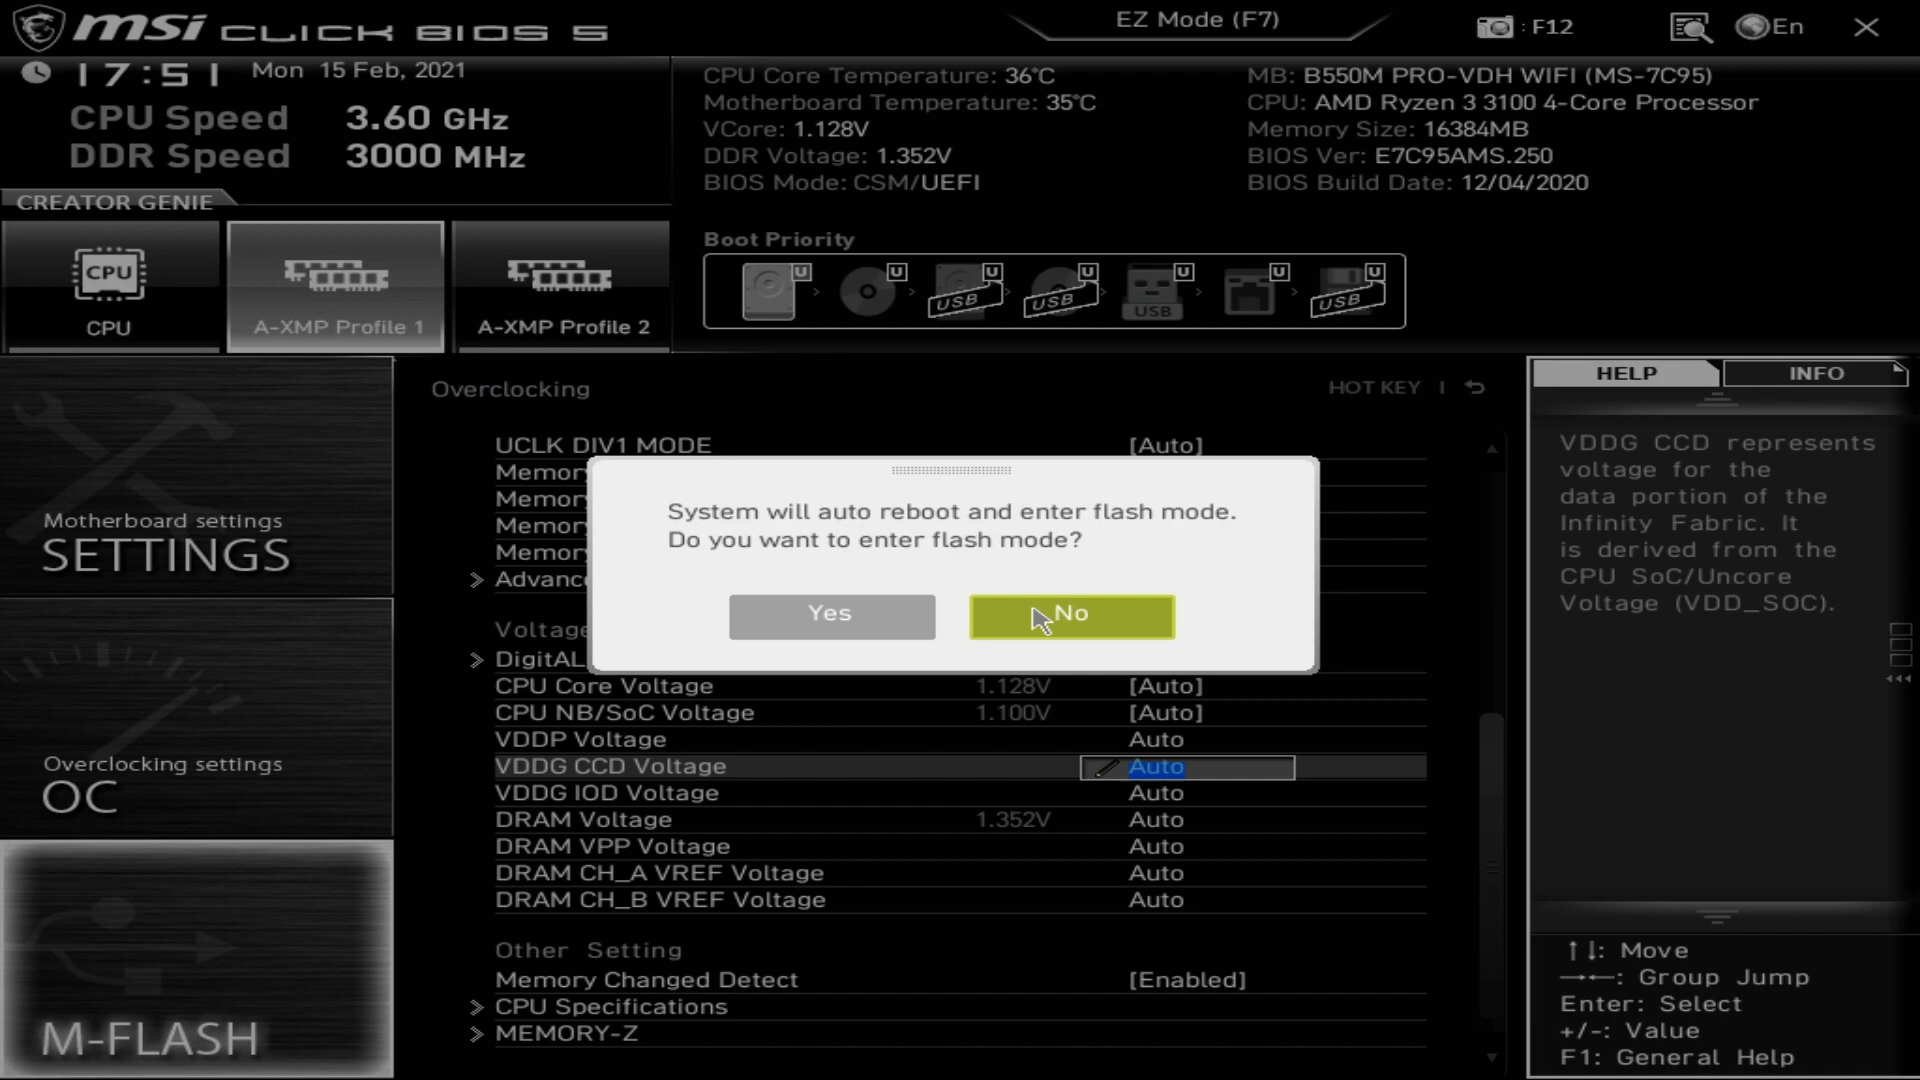 msi CLICK BIOS 5
EZ Mode (F7)
: F12
En
17:51
Mon 15 Feb, 2021
CPU Speed 3.60 GHz
DDR Speed 3000 MHz
CPU Core Temperature: 36°C
Motherboard Temperature: 35°C
VCore: 1.128V
DDR Voltage: 1.352V
BIOS Mode: CSM/UEFI
MB: B550M PRO-VDH WIFI (MS-7C95)
CPU: AMD Ryzen 3 3100 4-Core Processor
Memory Size: 16384MB
BIOS Ver: E7C95AMS.250
BIOS Build Date: 12/04/2020
CREATOR GENIE
CPU
CPU
A-XMP Profile 1
A-XMP Profile 2
Boot Priority
U U U U U U U
USB USB USB USB
Motherboard settings
SETTINGS
Overclocking settings
OC
M-FLASH
Overclocking
HOT KEY |
UCLK DIV1 MODE [Auto]
Memory
Memory
Memory
Memory
Advance
System will auto reboot and enter flash mode.
Do you want to enter flash mode?
Yes
No
Voltage
DigitAL
CPU Core Voltage 1.128V [Auto]
CPU NB/SoC Voltage 1.100V [Auto]
VDDP Voltage Auto
VDDG CCD Voltage Auto
VDDG IOD Voltage Auto
DRAM Voltage 1.352V Auto
DRAM VPP Voltage Auto
DRAM CH_A VREF Voltage Auto
DRAM CH_B VREF Voltage Auto
Other Setting
Memory Changed Detect [Enabled]
CPU Specifications
MEMORY-Z
HELP
INFO
VDDG CCD represents
voltage for the
data portion of the
Infinity Fabric. It
is derived from the
CPU SoC/Uncore
Voltage (VDD_SOC).
↑↓: Move
→←: Group Jump
Enter: Select
+/-: Value
F1: General Help